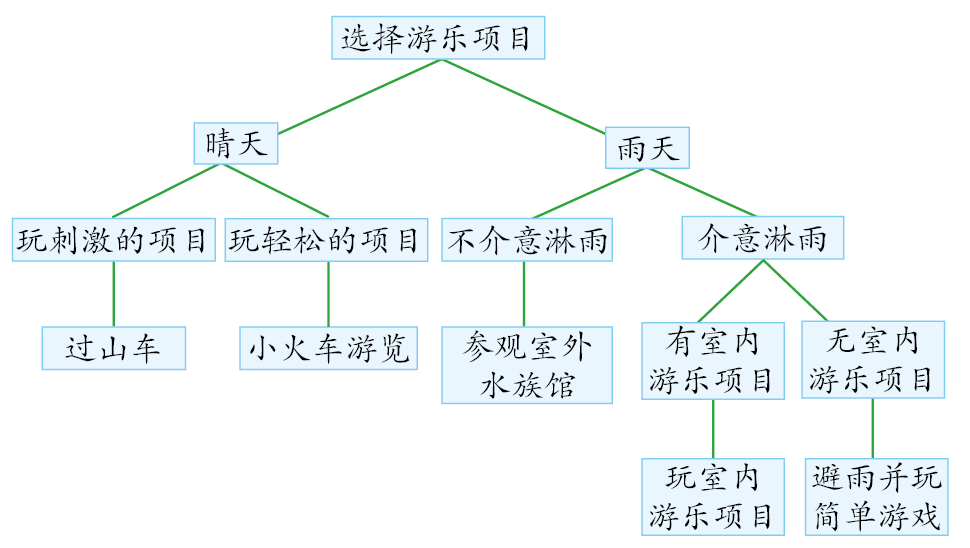 选择游乐项目
晴天
雨天
玩刺激的项目
玩轻松的项目
不介意淋雨
介意淋雨
过山车
小火车游览
参观室外
水族馆
有室内
游乐项目
无室内
游乐项目
玩室内
游乐项目
避雨并玩
简单游戏